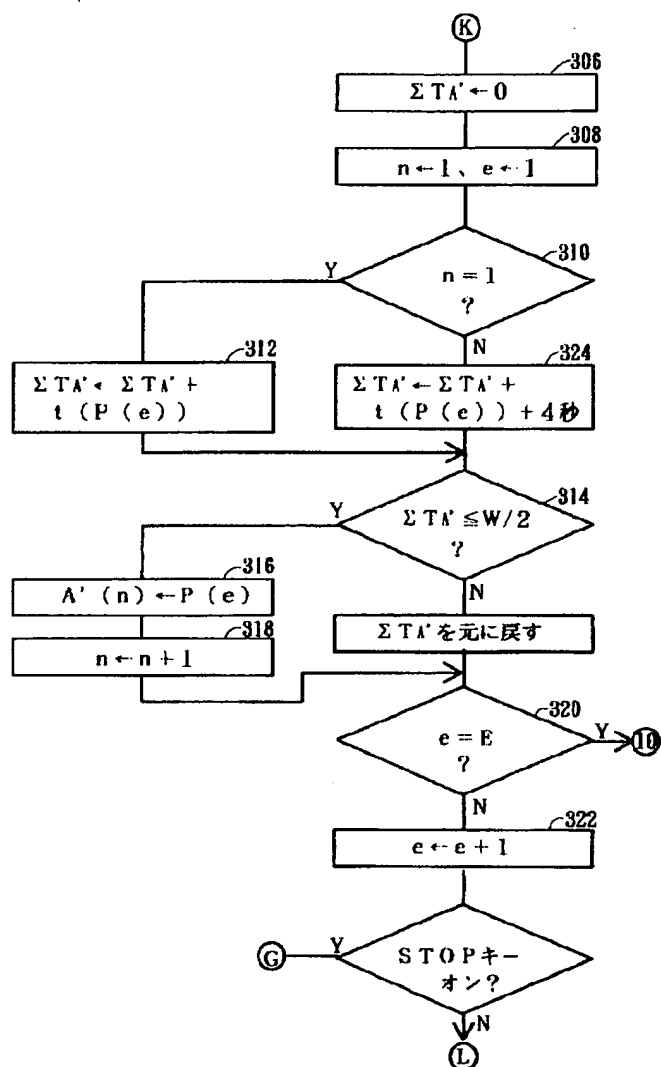 K
306
ΣTA'←0
308
n←1、e←1
310
Y
n=1
?
N
312
ΣTA'←ΣTA'+
t(P(e))
324
ΣTA'←ΣTA'+
t(P(e))+4秒
314
Y
ΣTA'≦W/2
?
N
316
A'(n)←P(e)
318
n←n+1
ΣTA'を元に戻す
320
e=E
?
Y
10
N
322
e←e+1
G
Y
STOPキー
オン?
N
L